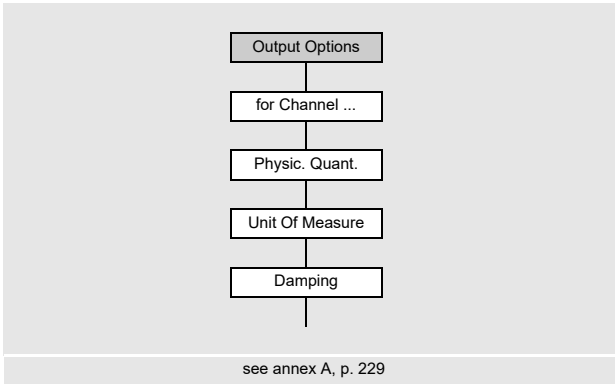 Output Options
for Channel ...
Physic. Quant.
Unit Of Measure
Damping
see annex A, p. 229